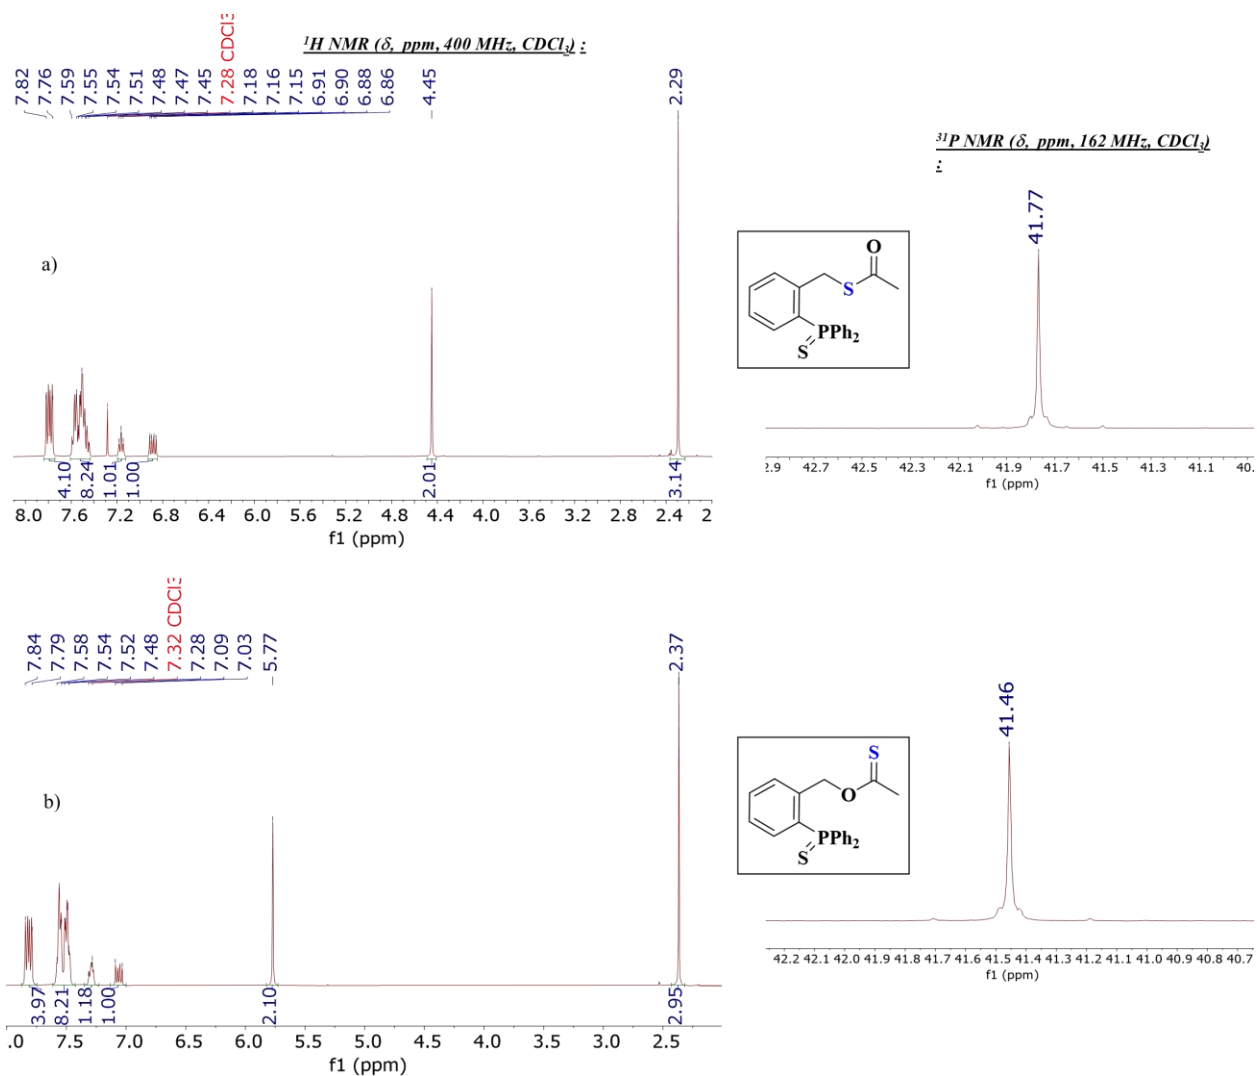 ¹H NMR (δ, ppm, 400 MHz, CDCl₃) :
7.82 7.76 7.59 7.55 7.54 7.51 7.48 7.47 7.45 7.28 CDCl3 7.18 7.16 7.15 6.91 6.90 6.88 6.86 4.45 2.29
a)
4.10 8.24 1.01 1.00 2.01 3.14
8.0 7.6 7.2 6.8 6.4 6.0 5.6 5.2 4.8 4.4 4.0 3.6 3.2 2.8 2.4 2
f1 (ppm)
³¹P NMR (δ, ppm, 162 MHz, CDCl₃)
:
41.77
O
S
PPh₂
S
2.9 42.7 42.5 42.3 42.1 41.9 41.7 41.5 41.3 41.1 40.
f1 (ppm)
7.84 7.79 7.58 7.54 7.52 7.48 7.32 CDCl3 7.28 7.09 7.03 5.77 2.37
b)
3.97 8.21 1.18 1.00 2.10 2.95
.0 7.5 7.0 6.5 6.0 5.5 5.0 4.5 4.0 3.5 3.0 2.5
f1 (ppm)
41.46
S
O
PPh₂
S
42.2 42.1 42.0 41.9 41.8 41.7 41.6 41.5 41.4 41.3 41.2 41.1 41.0 40.9 40.8 40.7
f1 (ppm)